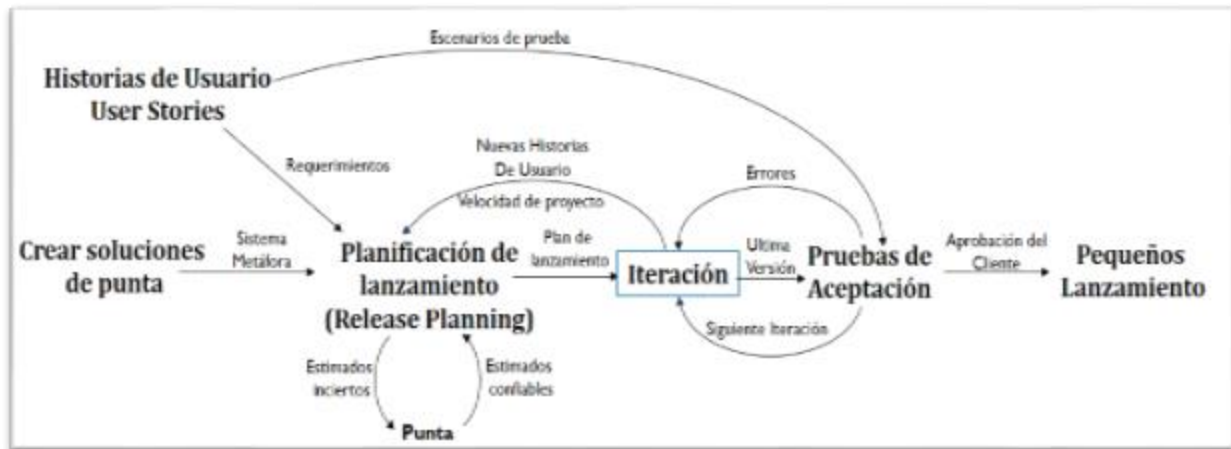 Escenarios de prueba
Historias de Usuario
User Stories
Nuevas Historias
De Usuario
Requerimientos
Errores
Velocidad de proyecto
Crear soluciones
de punta
Sistema
Metáfora
Planificación de
lanzamiento
(Release Planning)
Plan de
lanzamiento
Iteración
Ultima
Versión
Pruebas de
Aceptación
Aprobación del
Cliente
Pequeños
Lanzamiento
Siguiente Iteración
Estimados
inciertos
Estimados
confiables
Punta